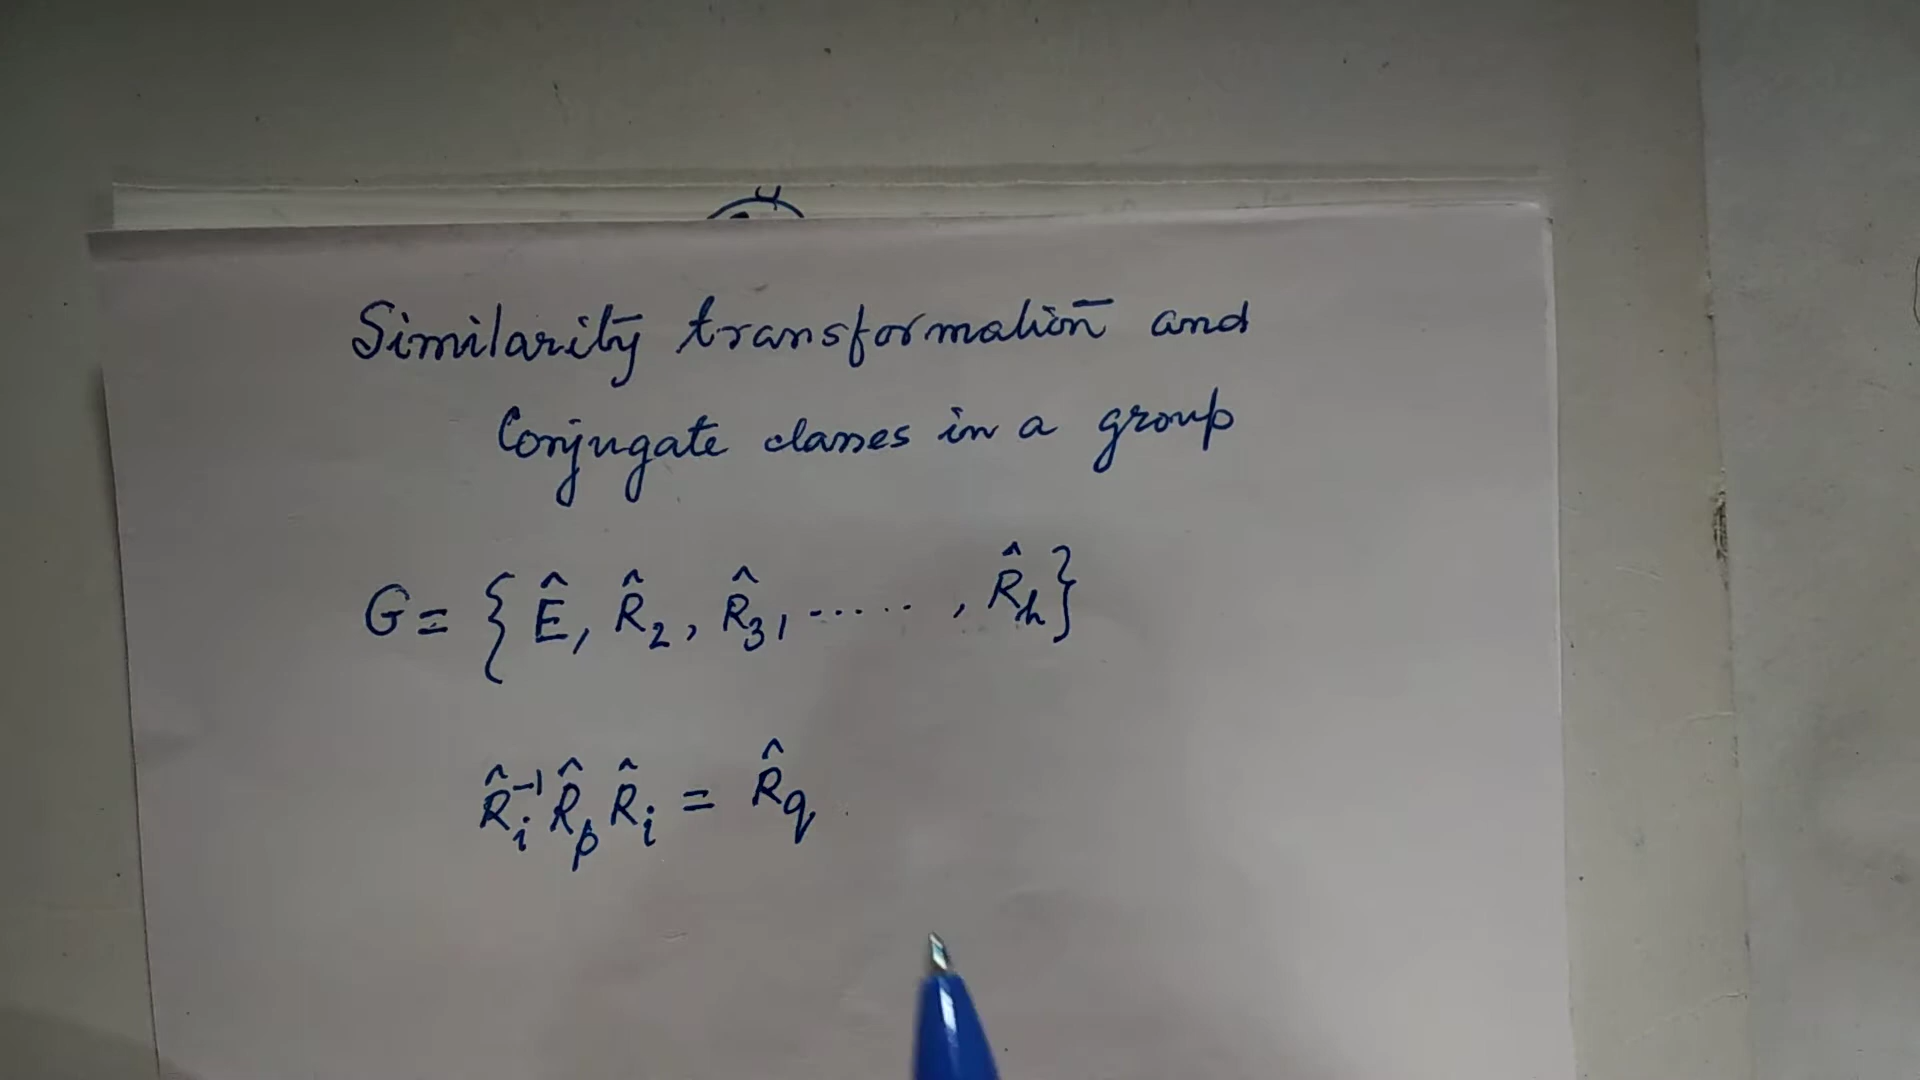 Similarity transformation and
Conjugate classes in a group
G = { Ê, R̂₂, R̂₃, ......, R̂ₕ}
R̂ᵢ⁻¹ R̂ₚ R̂ᵢ = R̂q